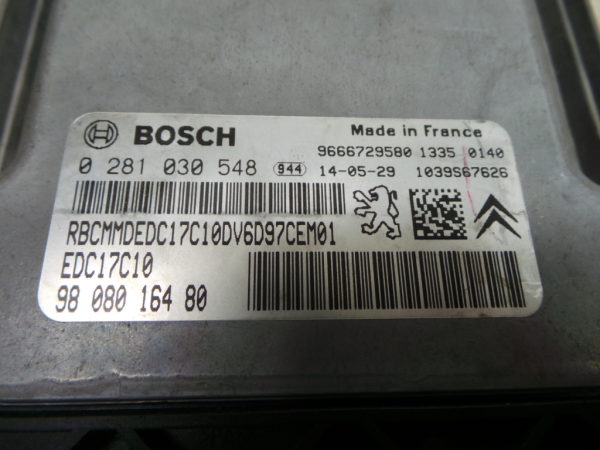 BOSCH
Made in France
9666729580 1335 0140
0 281 030 548 944 14-05-29 1039S67626
RBCMMDEDC17C10DV6D97CEM01
EDC17C10
98 080 164 80